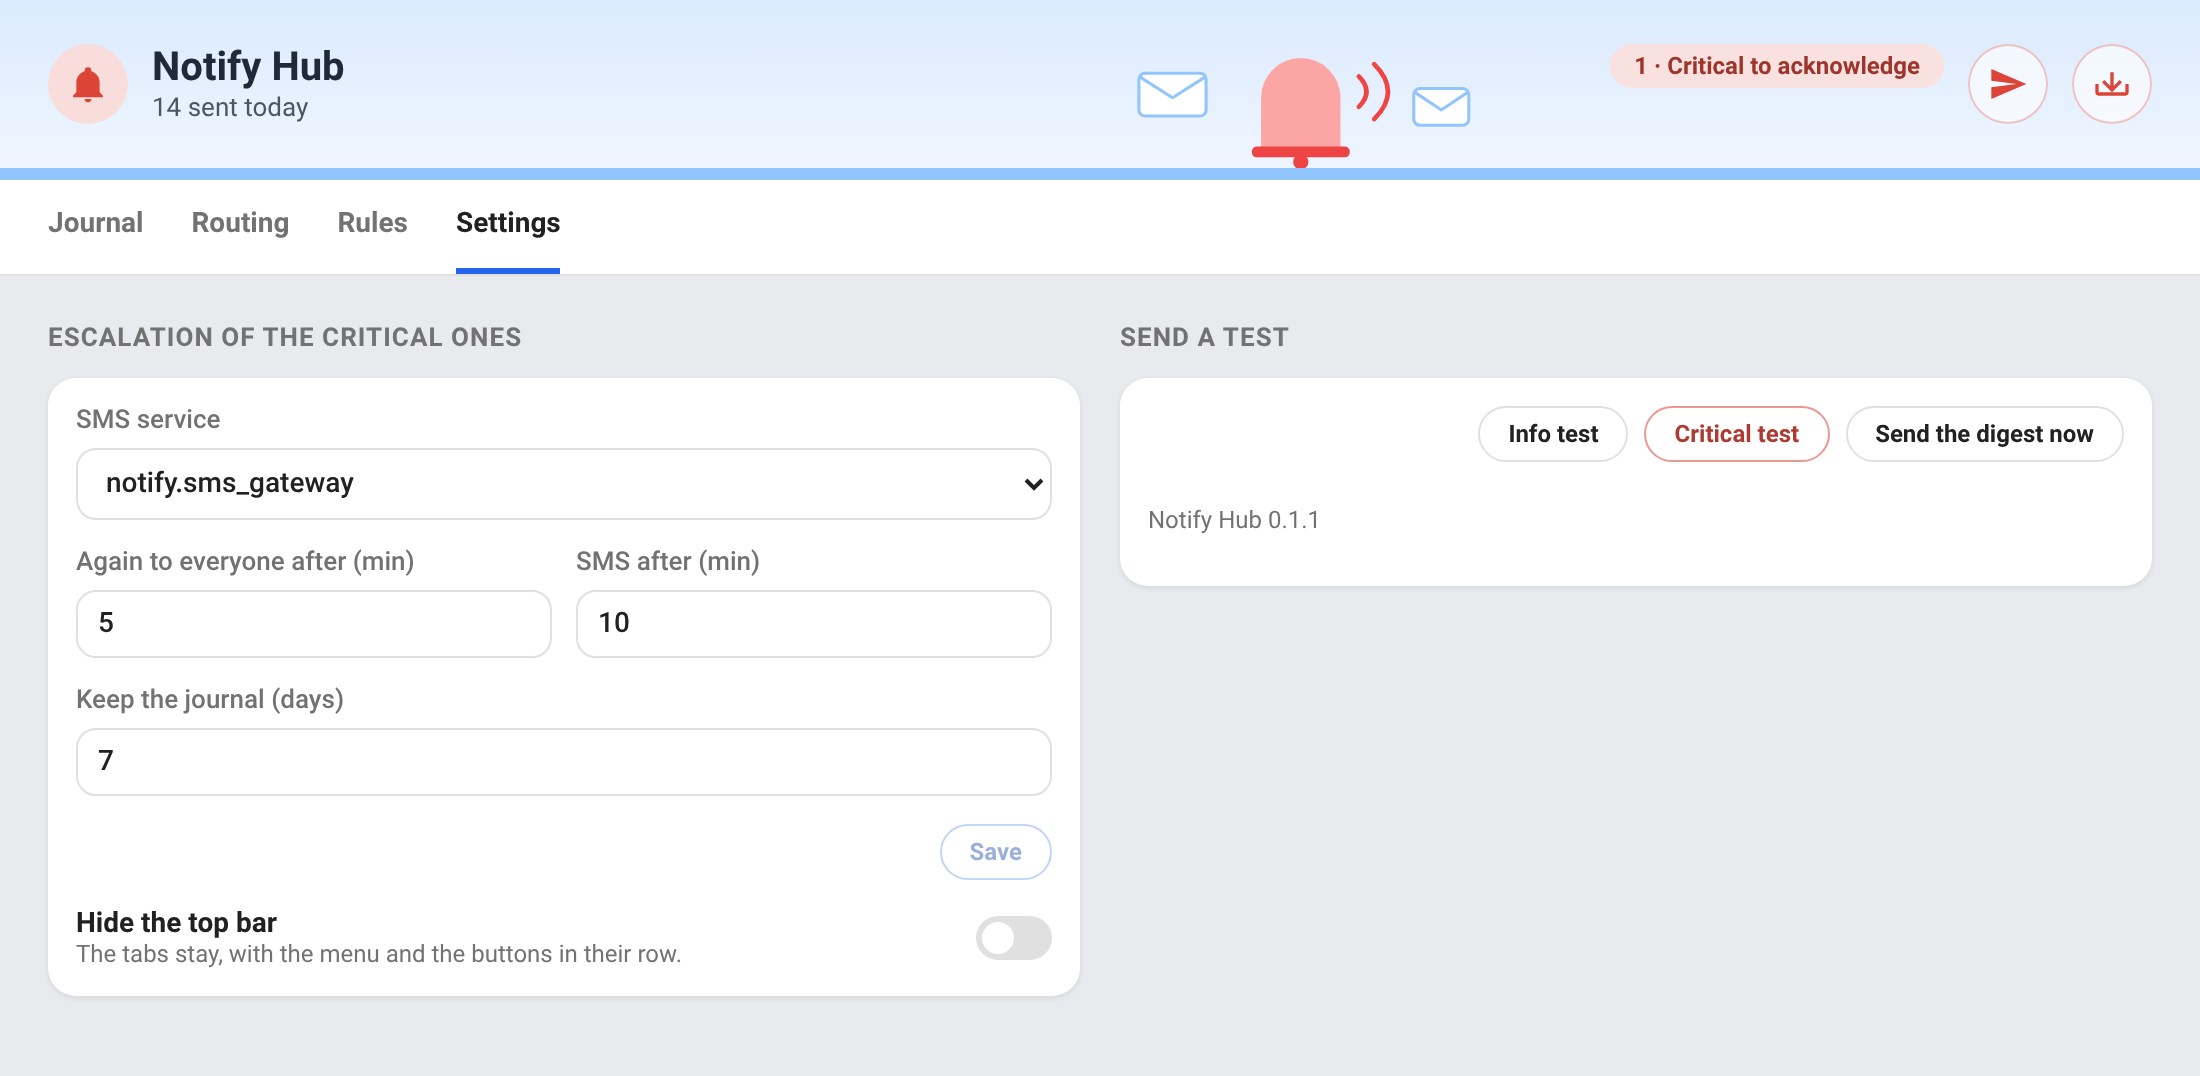 Notify Hub
14 sent today
1 · Critical to acknowledge
Journal
Routing
Rules
Settings
ESCALATION OF THE CRITICAL ONES
SMS service
notify.sms_gateway
Again to everyone after (min)
SMS after (min)
5
10
Keep the journal (days)
7
Save
Hide the top bar
The tabs stay, with the menu and the buttons in their row.
SEND A TEST
Info test
Critical test
Send the digest now
Notify Hub 0.1.1